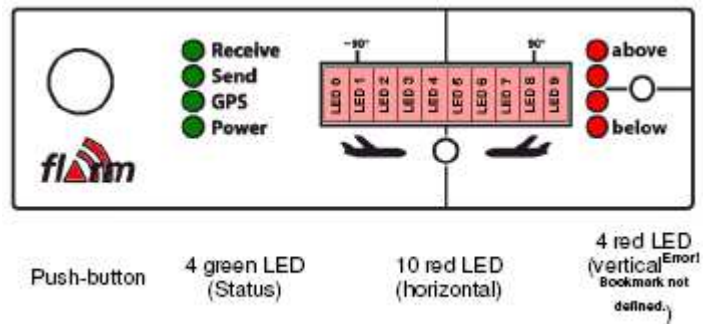 -90°
90°
Receive
Send
GPS
Power
LED 0
LED 1
LED 2
LED 3
LED 4
LED 5
LED 6
LED 7
LED 8
LED 9
above
below
flarm
Push-button
4 green LED
(Status)
10 red LED
(horizontal)
4 red LED
(verticalError!
Bookmark not
defined.)